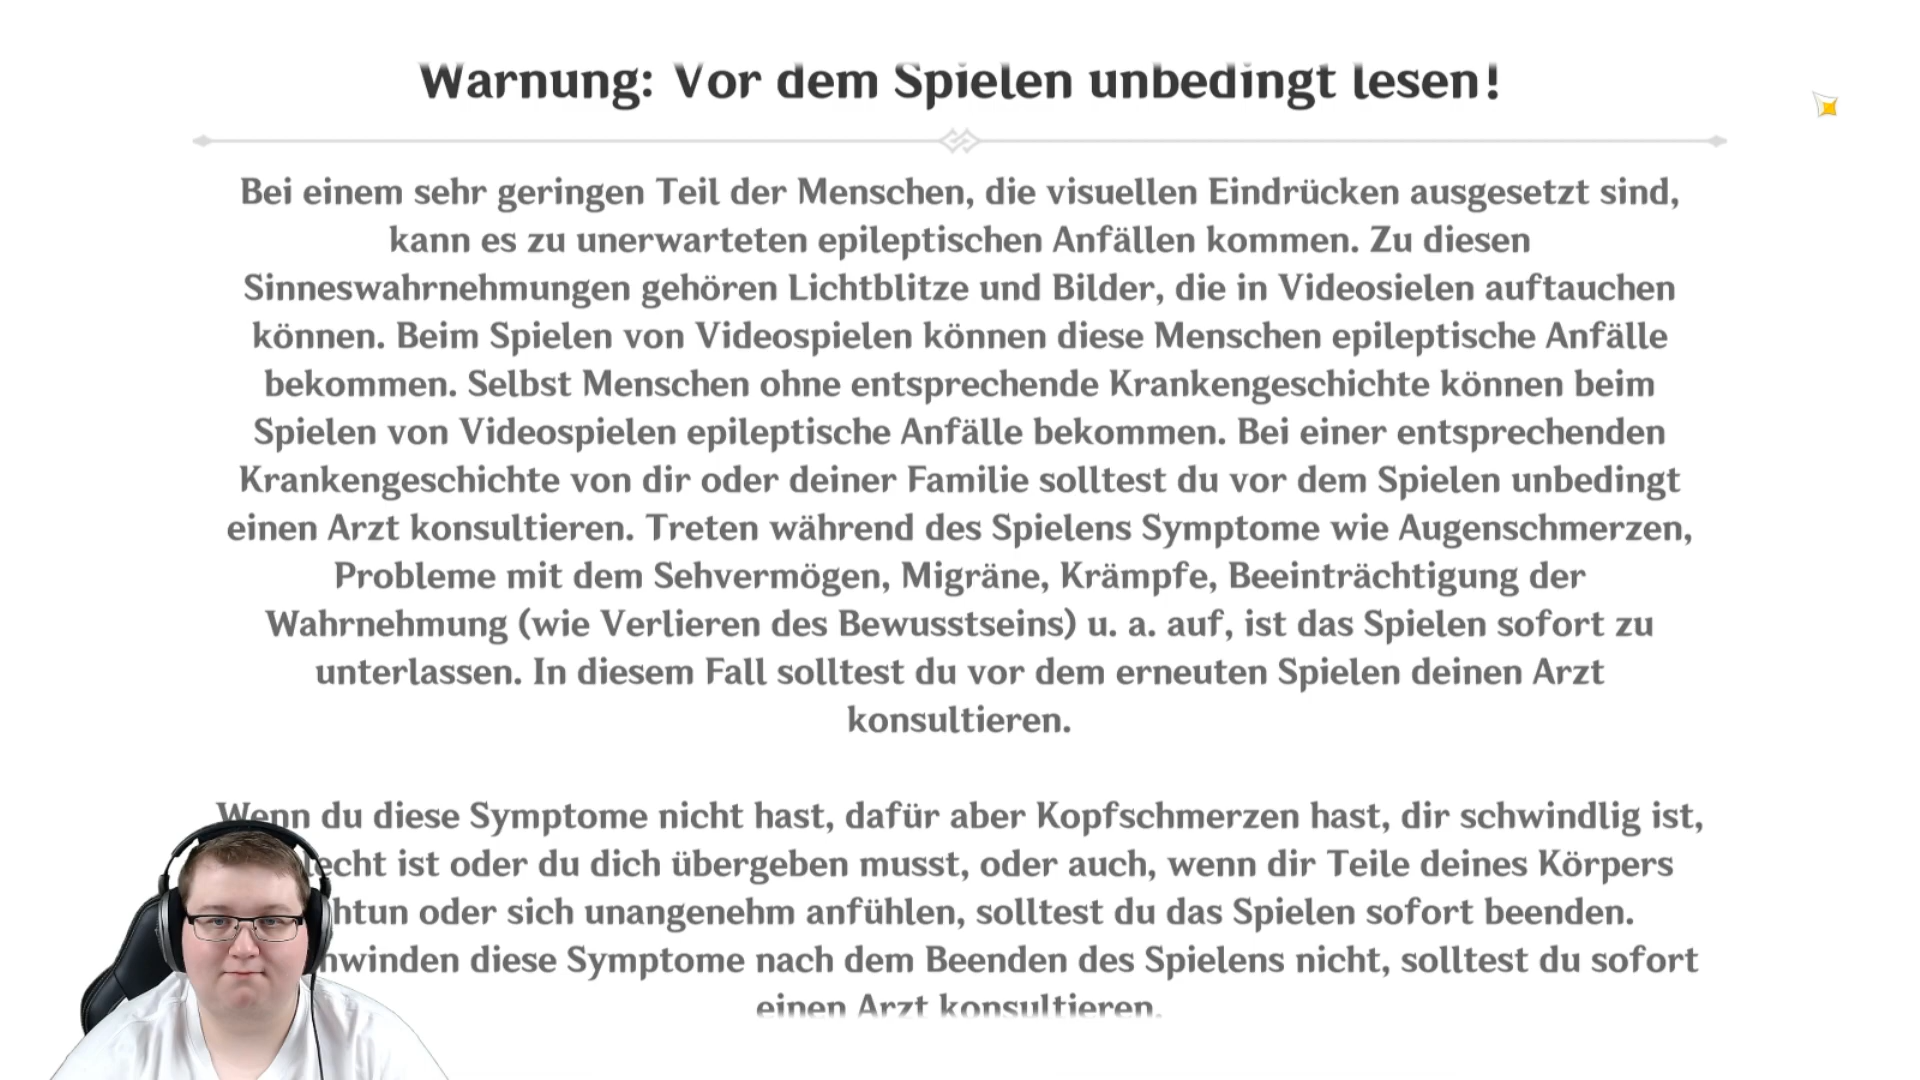 Warnung: Vor dem Spielen unbedingt lesen!
Bei einem sehr geringen Teil der Menschen, die visuellen Eindrücken ausgesetzt sind,
kann es zu unerwarteten epileptischen Anfällen kommen. Zu diesen
Sinneswahrnehmungen gehören Lichtblitze und Bilder, die in Videosielen auftauchen
können. Beim Spielen von Videospielen können diese Menschen epileptische Anfälle
bekommen. Selbst Menschen ohne entsprechende Krankengeschichte können beim
Spielen von Videospielen epileptische Anfälle bekommen. Bei einer entsprechenden
Krankengeschichte von dir oder deiner Familie solltest du vor dem Spielen unbedingt
einen Arzt konsultieren. Treten während des Spielens Symptome wie Augenschmerzen,
Probleme mit dem Sehvermögen, Migräne, Krämpfe, Beeinträchtigung der
Wahrnehmung (wie Verlieren des Bewusstseins) u. a. auf, ist das Spielen sofort zu
unterlassen. In diesem Fall solltest du vor dem erneuten Spielen deinen Arzt
konsultieren.
Wenn du diese Symptome nicht hast, dafür aber Kopfschmerzen hast, dir schwindlig ist,
ist oder du dich übergeben musst, oder auch, wenn dir Teile deines Körpers
oder sich unangenehm anfühlen, solltest du das Spielen sofort beenden.
diese Symptome nach dem Beenden des Spielens nicht, solltest du sofort
einen Arzt konsultieren.